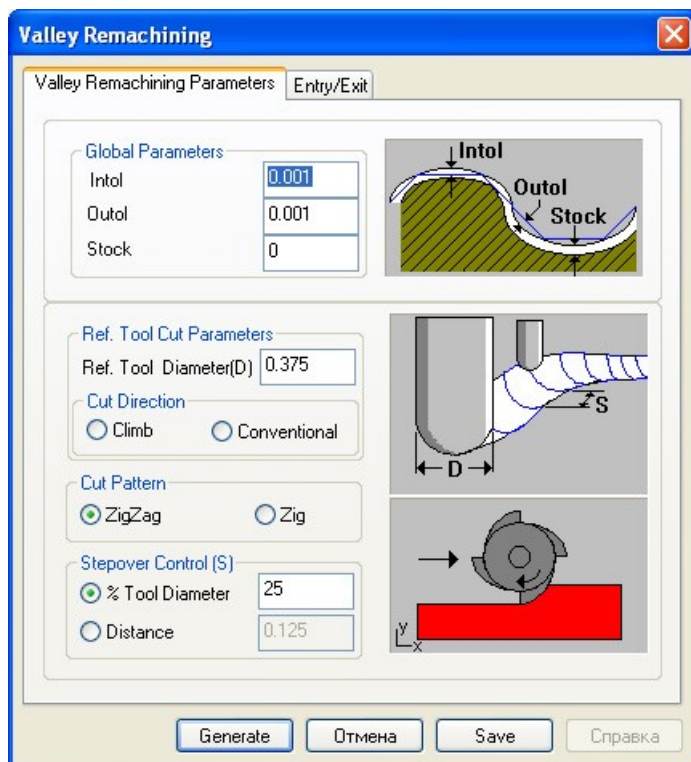 Valley Remachining
Valley Remachining Parameters
Entry/Exit
Global Parameters
Intol 0.001
Outol 0.001
Stock 0
Intol
Outol
Stock
Ref. Tool Cut Parameters
Ref. Tool Diameter(D) 0.375
Cut Direction
Climb Conventional
S
D
Cut Pattern
ZigZag Zig
Stepover Control (S)
% Tool Diameter 25
Distance 0.125
y
x
Generate Отмена Save Справка